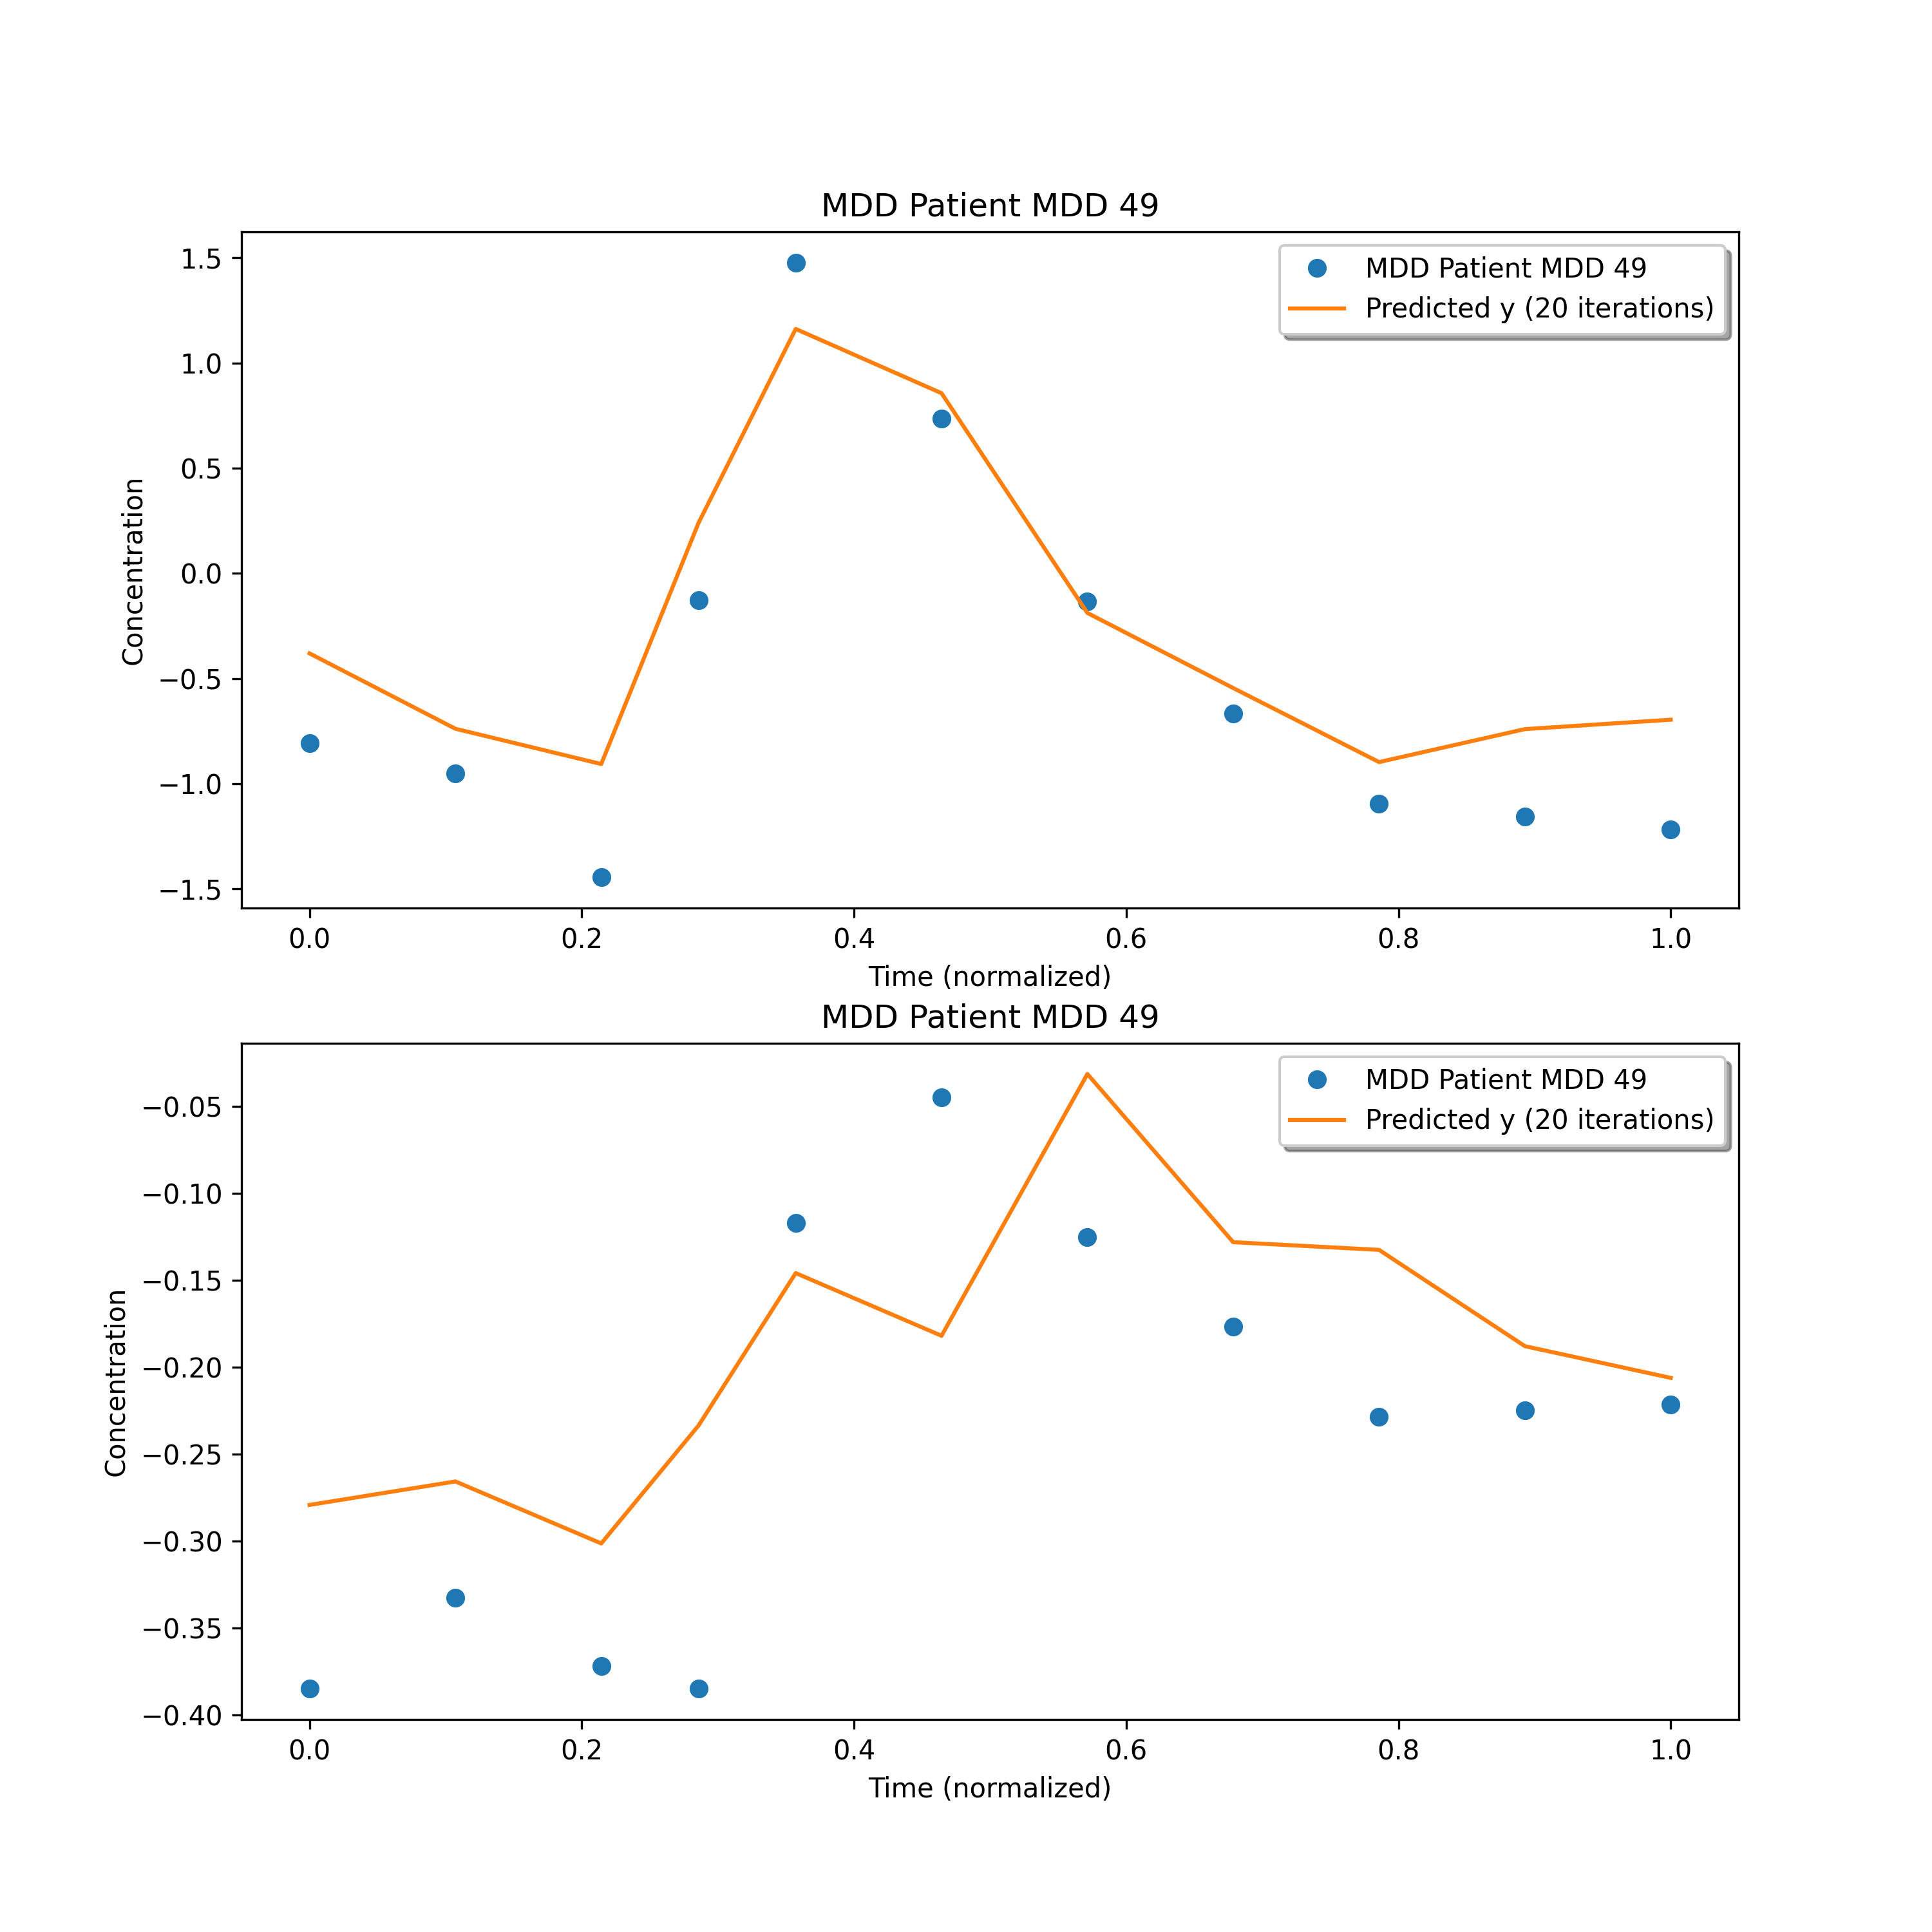 MDD Patient MDD 49
MDD Patient MDD 49
Predicted y (20 iterations)
1.5
1.0
0.5
0.0
−0.5
−1.0
−1.5
Concentration
0.0 0.2 0.4 0.6 0.8 1.0
Time (normalized)
MDD Patient MDD 49
MDD Patient MDD 49
Predicted y (20 iterations)
−0.05
−0.10
−0.15
−0.20
−0.25
−0.30
−0.35
−0.40
Concentration
0.0 0.2 0.4 0.6 0.8 1.0
Time (normalized)